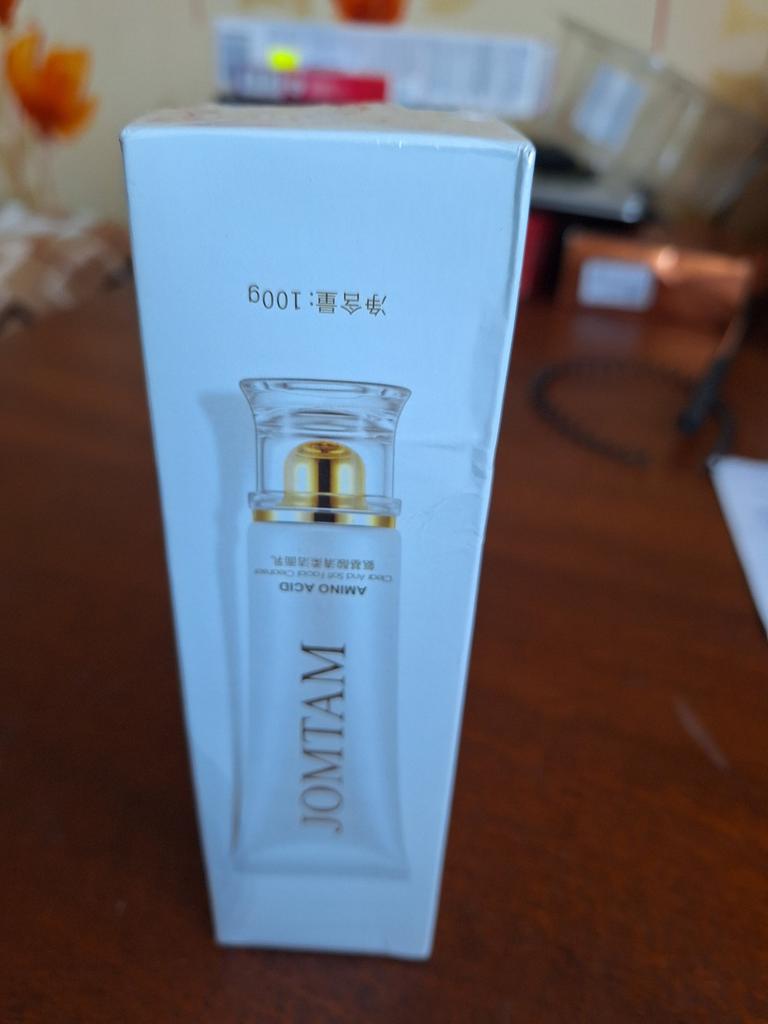 JOMTAM
AMINO ACID
Clear And Soft Facial Cleanser
氨基酸清柔洁面乳
净含量:100g